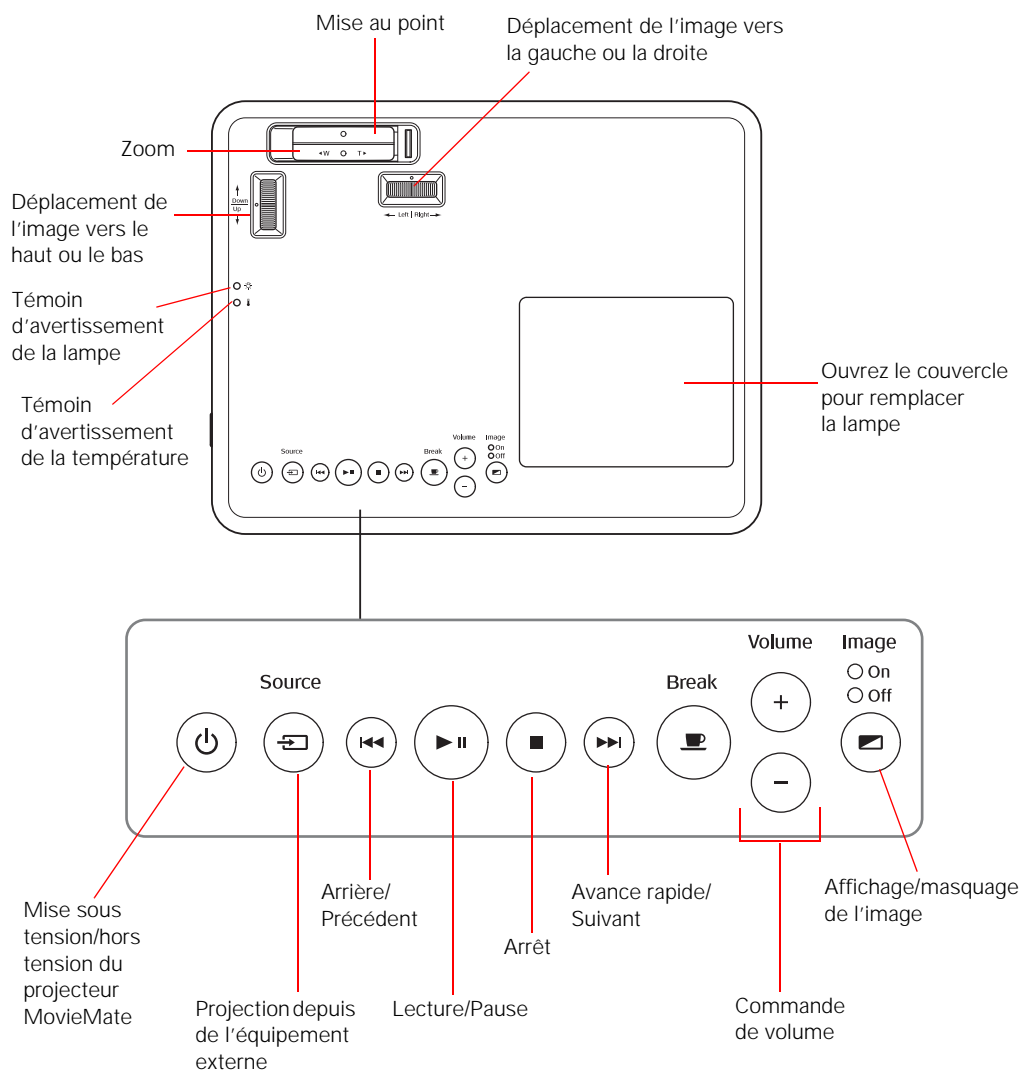 Mise au point
Déplacement de l'image vers
la gauche ou la droite
Zoom
◄W
T►
Déplacement de
l'image vers le
haut ou le bas
Down
Up
Left | Right
Témoin
d'avertissement
de la lampe
Témoin
d'avertissement
de la température
Ouvrez le couvercle
pour remplacer
la lampe
Source
Break
Volume
Image
On
Off
+
−
Source
Break
Volume
Image
On
Off
+
−
Mise sous
tension/hors
tension du
projecteur
MovieMate
Projection depuis
de l'équipement
externe
Arrière/
Précédent
Lecture/Pause
Arrêt
Avance rapide/
Suivant
Commande
de volume
Affichage/masquage
de l'image